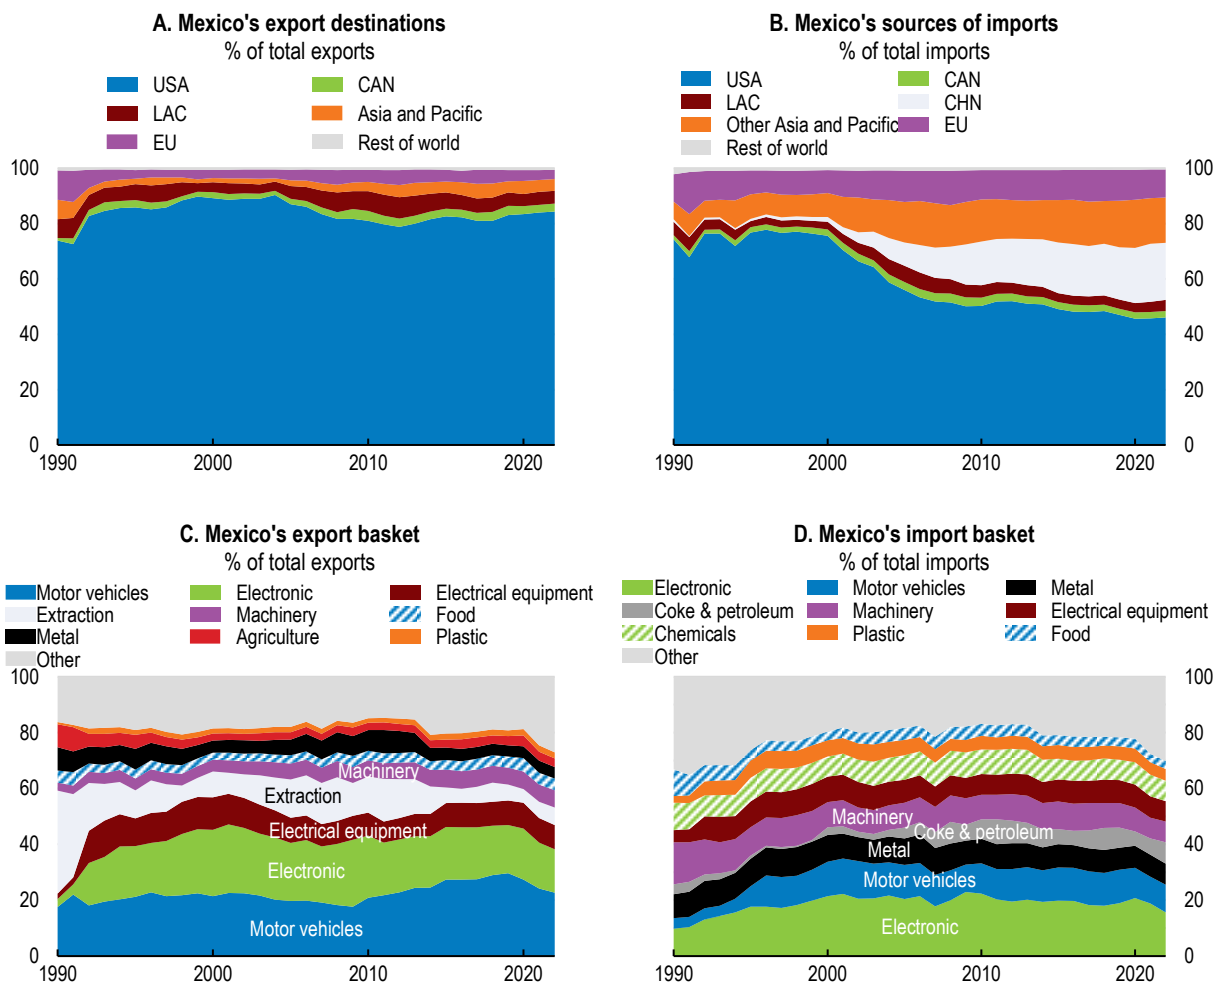 A. Mexico's export destinations
% of total exports
USA CAN
LAC Asia and Pacific
EU Rest of world
100
80
60
40
20
0
1990 2000 2010 2020
B. Mexico's sources of imports
% of total imports
USA CAN
LAC CHN
Other Asia and Pacific EU
Rest of world
100
80
60
40
20
0
1990 2000 2010 2020
C. Mexico's export basket
% of total exports
Motor vehicles Electronic Electrical equipment
Extraction Machinery Food
Metal Agriculture Plastic
Other
100
80
60
40
20
0
Machinery
Extraction
Electrical equipment
Electronic
Motor vehicles
1990 2000 2010 2020
D. Mexico's import basket
% of total imports
Electronic Motor vehicles Metal
Coke & petroleum Machinery Electrical equipment
Chemicals Plastic Food
Other
100
80
60
40
20
0
Machinery
Coke & petroleum
Metal
Motor vehicles
Electronic
1990 2000 2010 2020